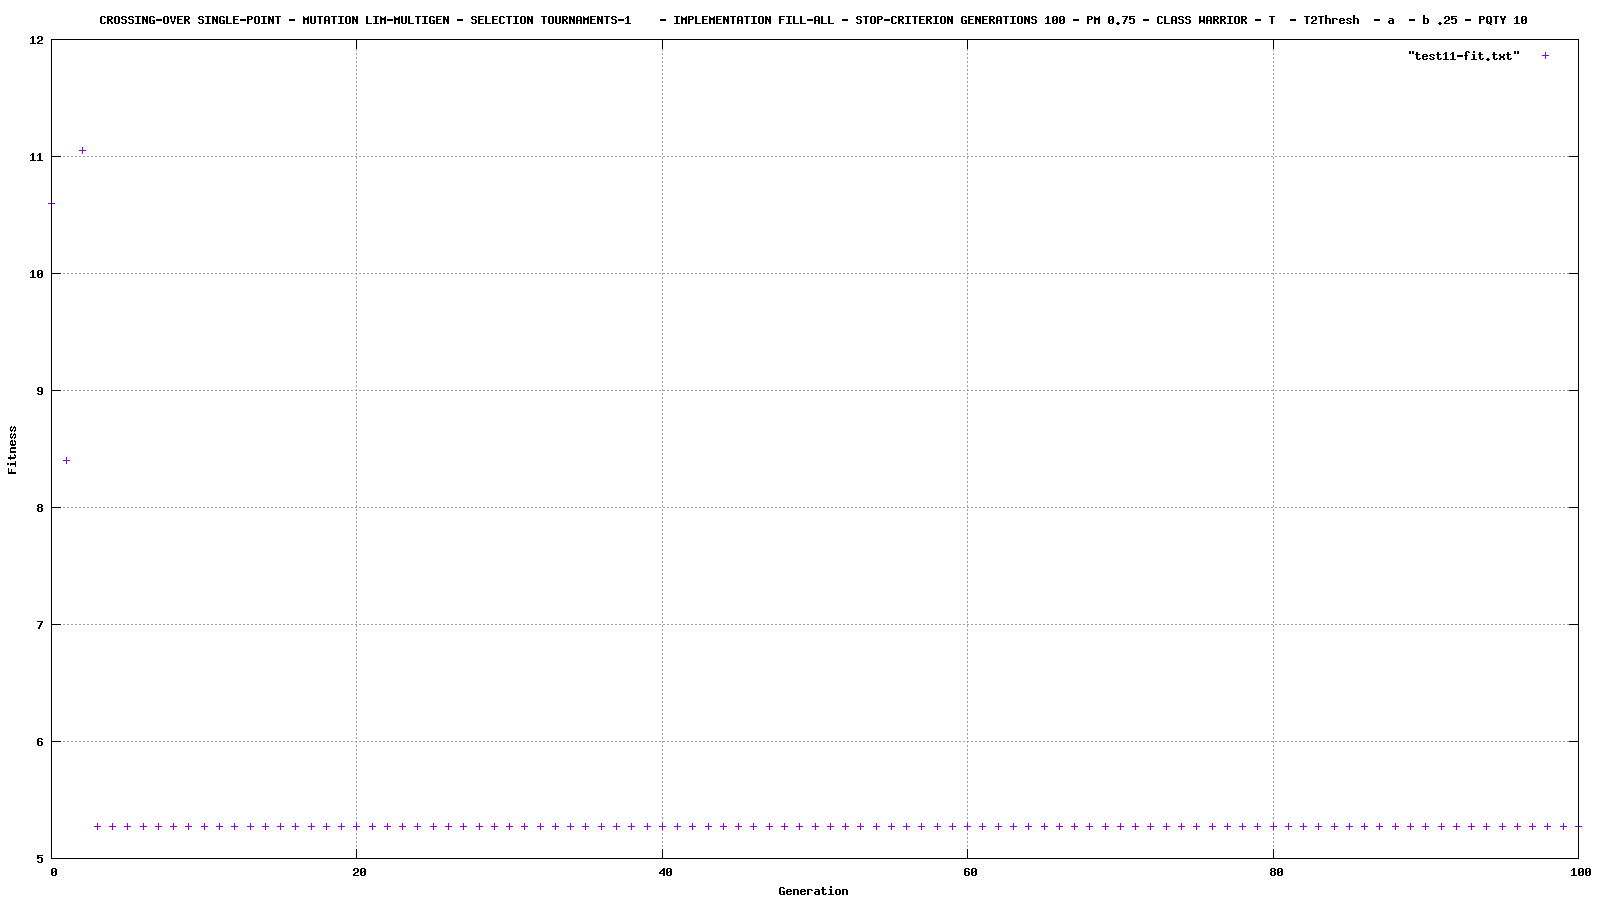 CROSSING-OVER SINGLE-POINT - MUTATION LIM-MULTIGEN - SELECTION TOURNAMENTS-1    - IMPLEMENTATION FILL-ALL - STOP-CRITERION GENERATIONS 100 - PM 0.75 - CLASS WARRIOR - T  - T2Thresh  - a  - b .25 - PQTY 10
"test11-fit.txt"
12
11
10
9
8
7
6
5
Fitness
0 20 40 60 80 100
Generation